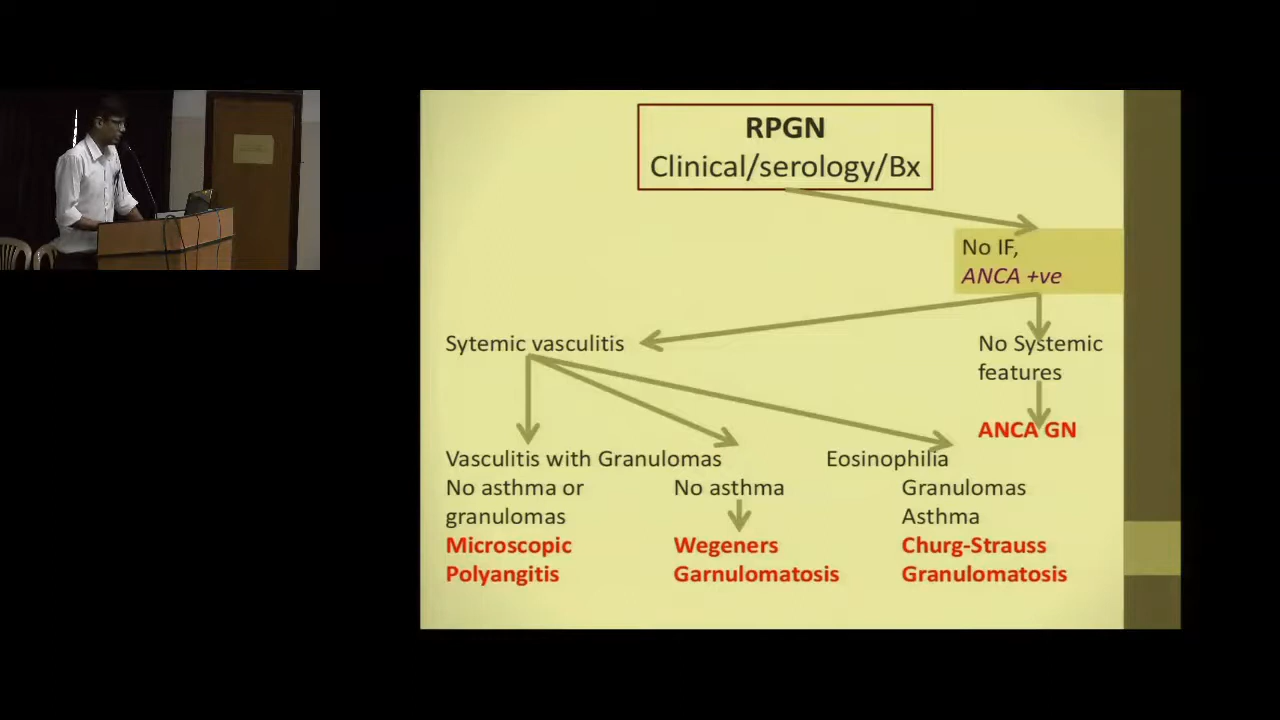 RPGN
Clinical/serology/Bx
No IF,
ANCA +ve
Sytemic vasculitis
No Systemic
features
ANCA GN
Vasculitis with Granulomas
Eosinophilia
No asthma or
granulomas
No asthma
Granulomas
Asthma
Microscopic
Polyangitis
Wegeners
Garnulomatosis
Churg-Strauss
Granulomatosis